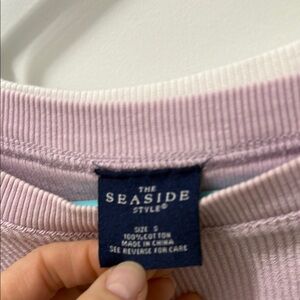 THE
SEASIDE
STYLE®
SIZE S
100% COTTON
MADE IN CHINA
SEE REVERSE FOR CARE